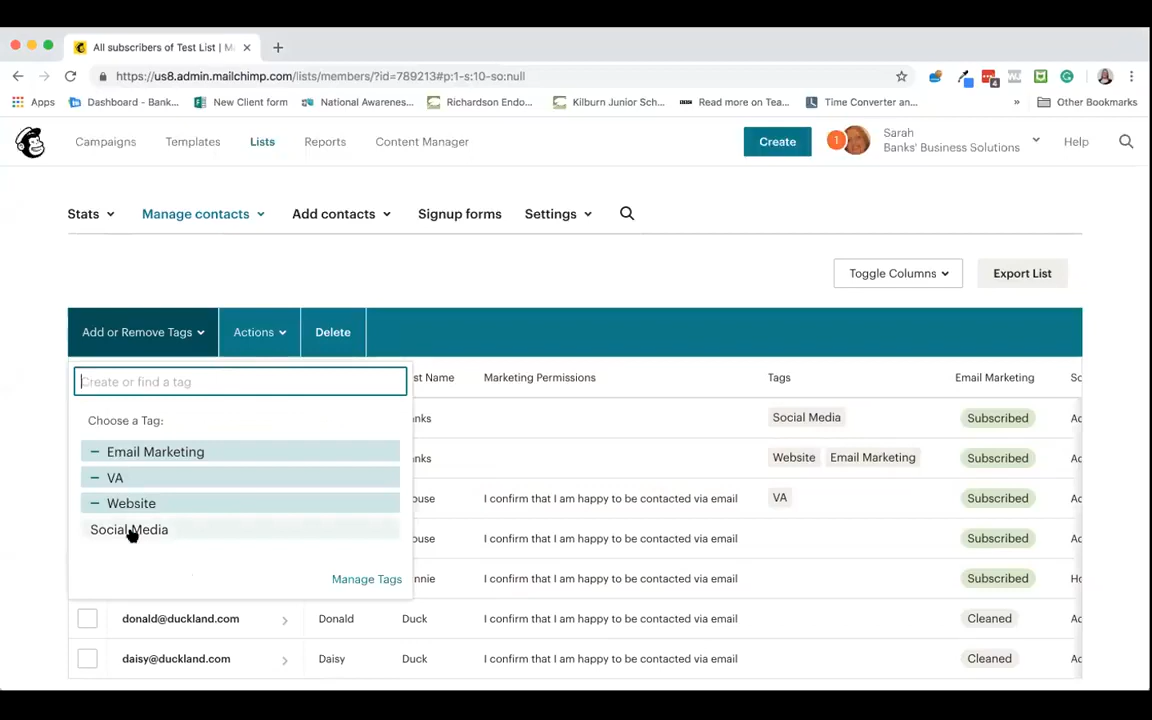 All subscribers of Test List | M
https://us8.admin.mailchimp.com/lists/members/?id=789213#p:1-s:10-so:null
Apps Dashboard - Bank... New Client form National Awarenes... Richardson Endo... Kilburn Junior Sch... Read more on Tea... Time Converter an... » Other Bookmarks
Campaigns Templates Lists Reports Content Manager Create 1 Sarah Help
Banks' Business Solutions
Stats Manage contacts Add contacts Signup forms Settings
Toggle Columns Export List
Add or Remove Tags Actions Delete
Create or find a tag
st Name Marketing Permissions Tags Email Marketing So
Choose a Tag:
anks Social Media Subscribed Ad
− Email Marketing
anks Website Email Marketing Subscribed Ad
− VA
ouse I confirm that I am happy to be contacted via email VA Subscribed Ad
− Website
Social Media
ouse I confirm that I am happy to be contacted via email Subscribed Ad
Manage Tags
nnie I confirm that I am happy to be contacted via email Subscribed Ho
donald@duckland.com Donald Duck I confirm that I am happy to be contacted via email Cleaned Ad
daisy@duckland.com Daisy Duck I confirm that I am happy to be contacted via email Cleaned Ad